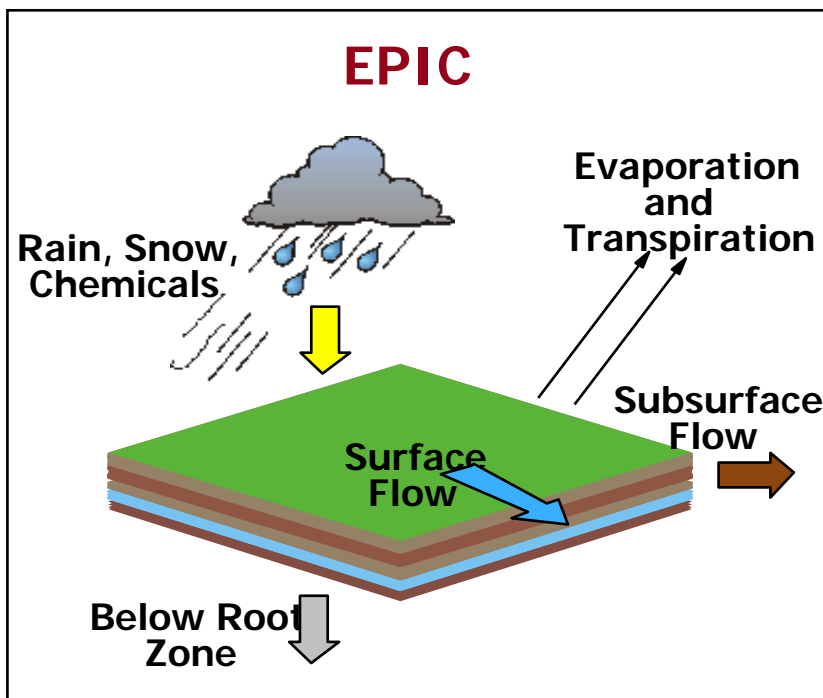 EPIC
Evaporation
and
Transpiration
Rain, Snow,
Chemicals
Subsurface
Flow
Surface
Flow
Below Root
Zone